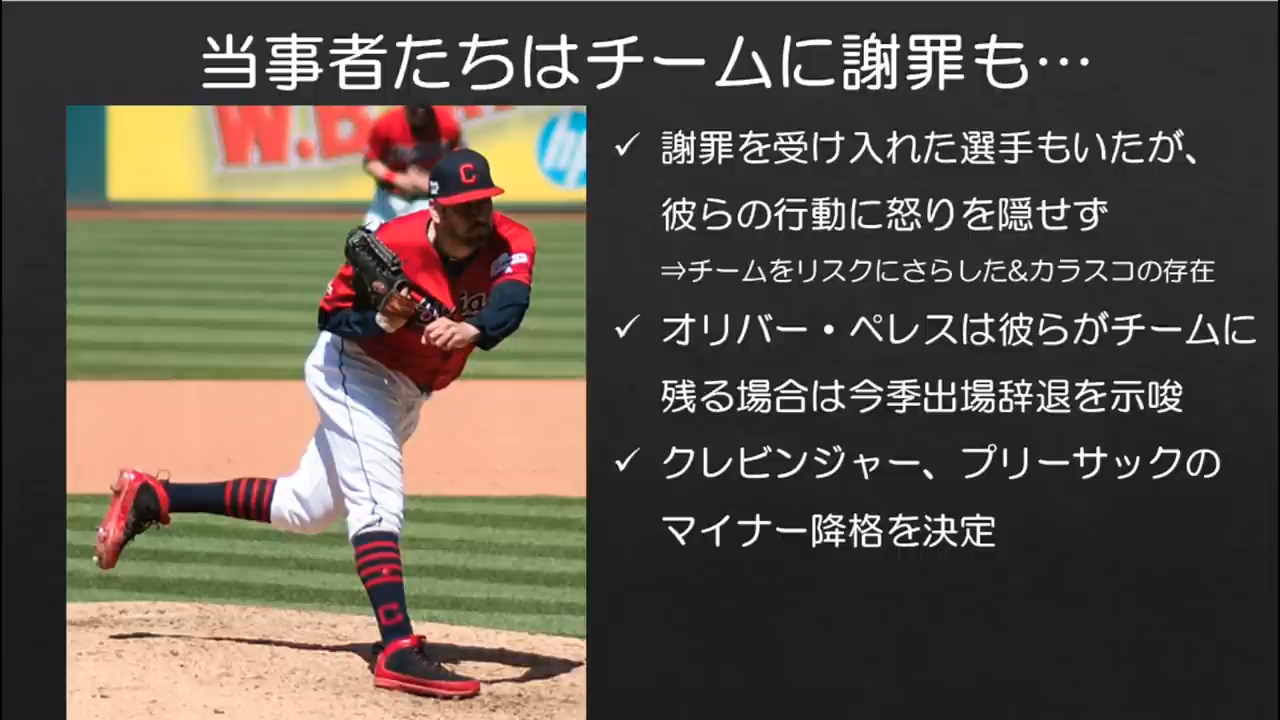 当事者たちはチームに謝罪も…
✓ 謝罪を受け入れた選手もいたが、
彼らの行動に怒りを隠せず
⇒チームをリスクにさらした&カラスコの存在
✓ オリバー・ペレスは彼らがチームに
残る場合は今季出場辞退を示唆
✓ クレビンジャー、プリーサックの
マイナー降格を決定
hp
C
C